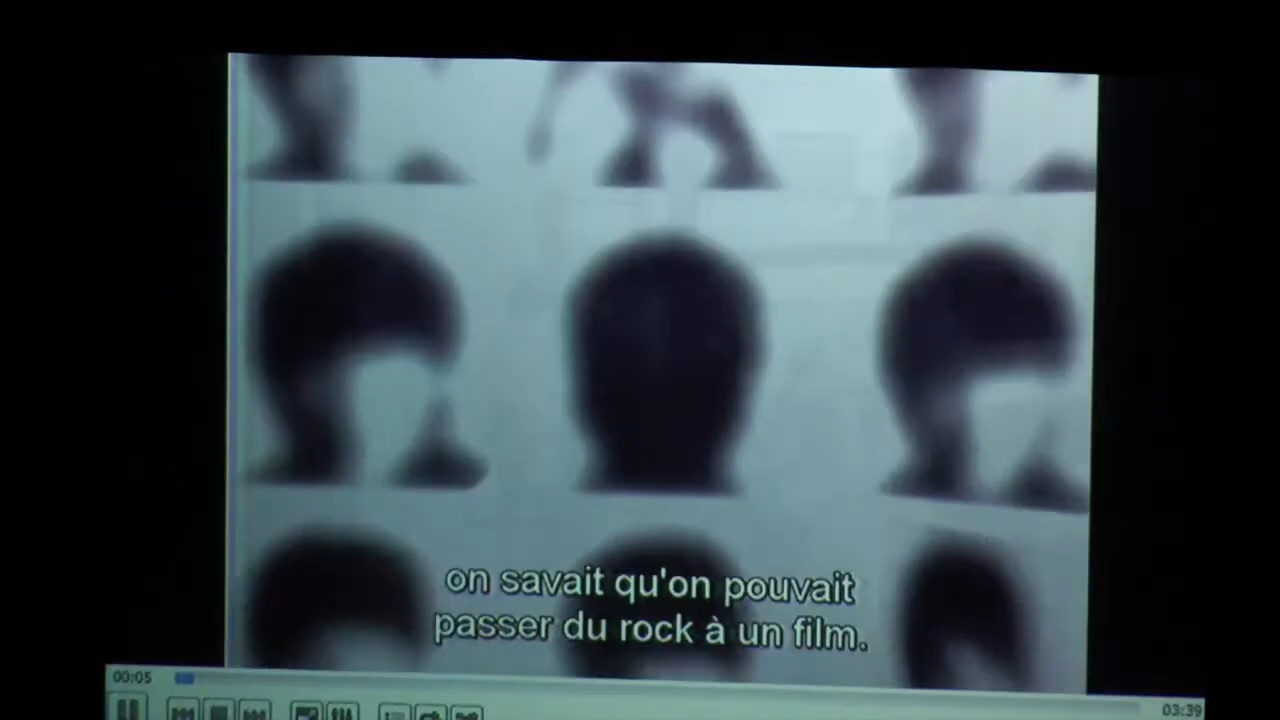 on savait qu'on pouvait
passer du rock à un film.
00:05
03:39